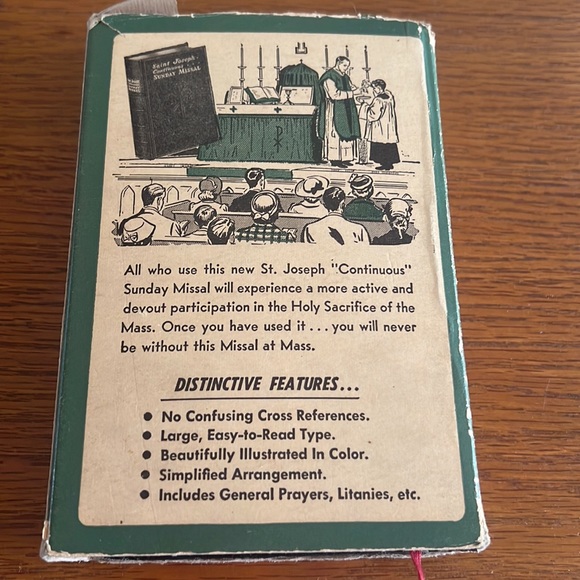 Saint Joseph
Continuous
SUNDAY MISSAL
All who use this new St. Joseph "Continuous"
Sunday Missal will experience a more active and
devout participation in the Holy Sacrifice of the
Mass. Once you have used it . . . you will never
be without this Missal at Mass.
DISTINCTIVE FEATURES...
● No Confusing Cross References.
● Large, Easy-to-Read Type.
● Beautifully Illustrated In Color.
● Simplified Arrangement.
● Includes General Prayers, Litanies, etc.